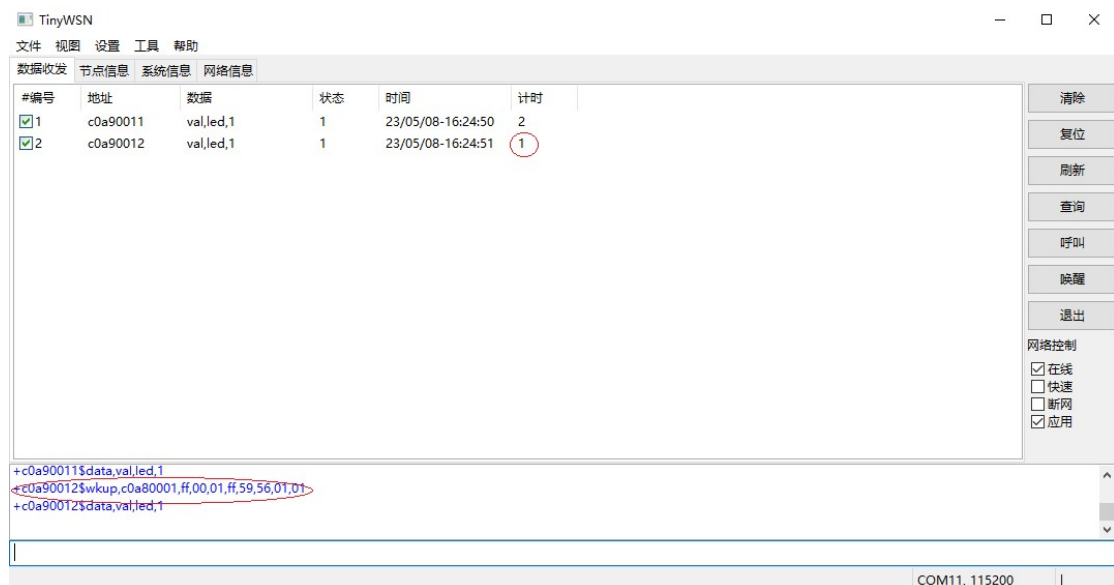 TinyWSN
文件 视图 设置 工具 帮助
数据收发 节点信息 系统信息 网络信息
#编号 地址 数据 状态 时间 计时
1 c0a90011 val,led,1 1 23/05/08-16:24:50 2
2 c0a90012 val,led,1 1 23/05/08-16:24:51 1
清除
复位
刷新
查询
呼叫
唤醒
退出
网络控制
在线
快速
断网
应用
+c0a90011$data,val,led,1
+c0a90012$wkup,c0a80001,ff,00,01,ff,59,56,01,01
+c0a90012$data,val,led,1
COM11, 115200